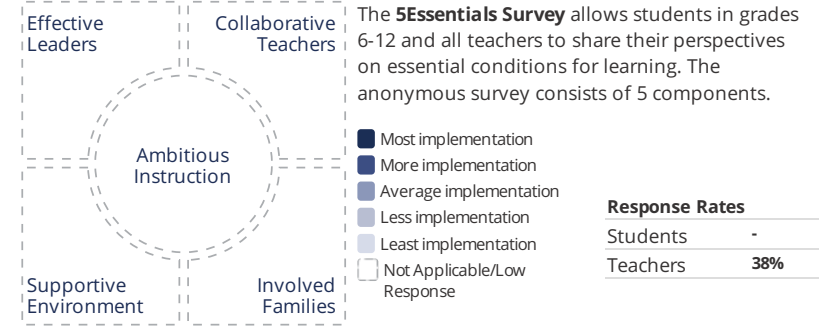 Effective
Leaders
Collaborative
Teachers
Ambitious
Instruction
Supportive
Environment
Involved
Families
The 5Essentials Survey allows students in grades
6-12 and all teachers to share their perspectives
on essential conditions for learning. The
anonymous survey consists of 5 components.
Most implementation
More implementation
Average implementation
Less implementation
Least implementation
Not Applicable/Low
Response
Response Rates
Students -
Teachers 38%